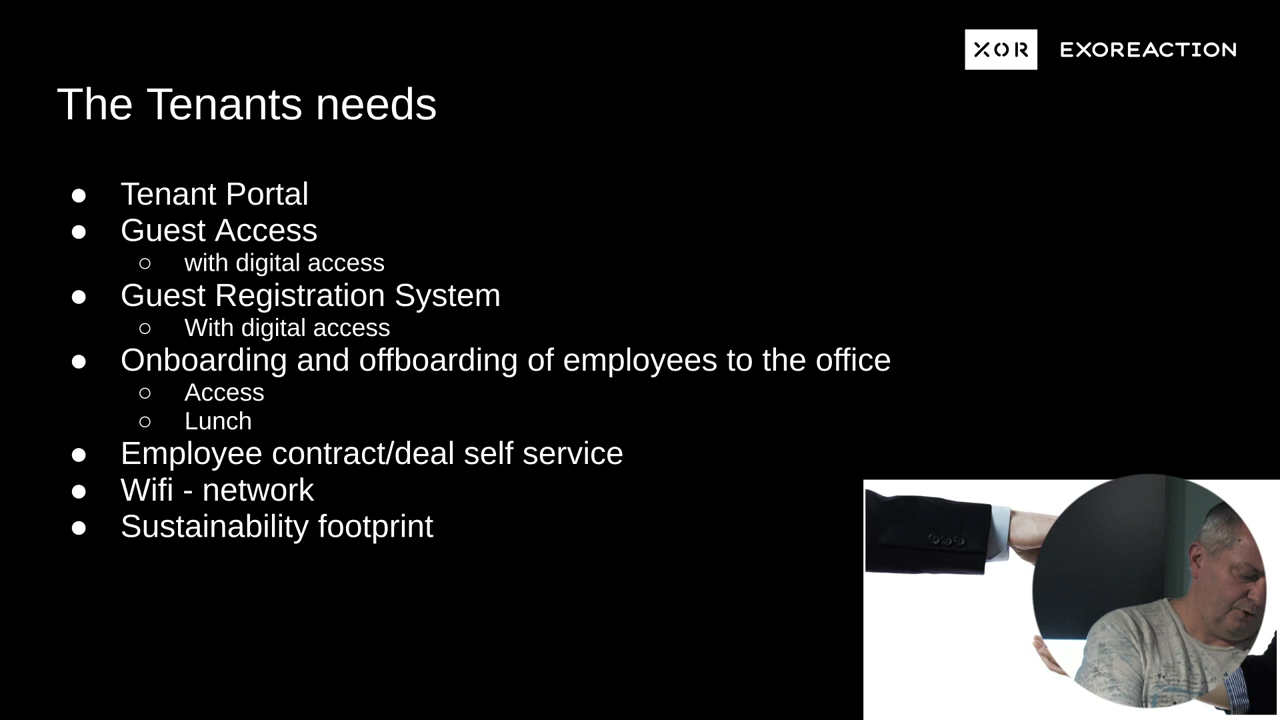 XOR EXOREACTION
The Tenants needs
● Tenant Portal
● Guest Access
○ with digital access
● Guest Registration System
○ With digital access
● Onboarding and offboarding of employees to the office
○ Access
○ Lunch
● Employee contract/deal self service
● Wifi - network
● Sustainability footprint